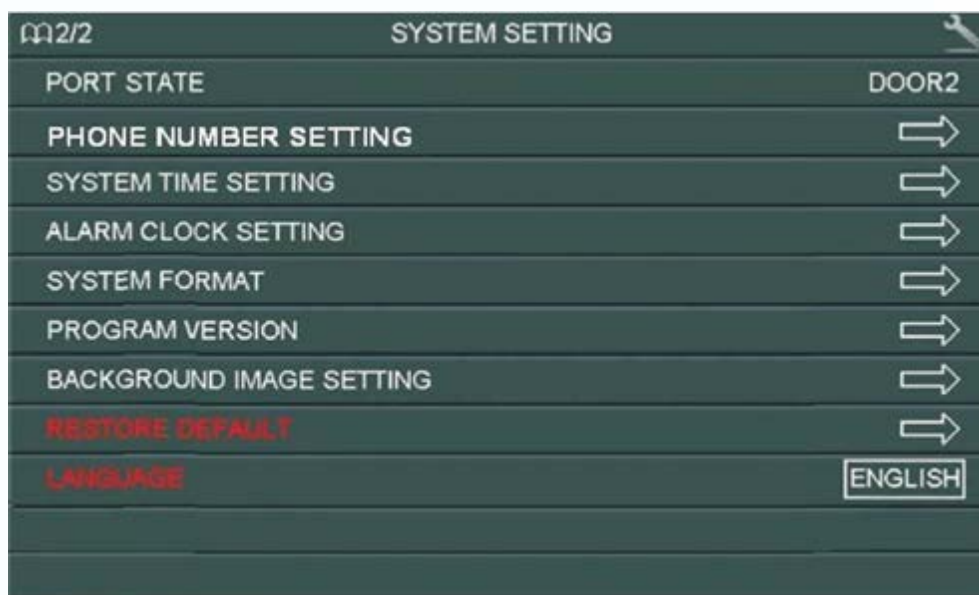 2/2 SYSTEM SETTING
PORT STATE DOOR2
PHONE NUMBER SETTING
SYSTEM TIME SETTING
ALARM CLOCK SETTING
SYSTEM FORMAT
PROGRAM VERSION
BACKGROUND IMAGE SETTING
RESTORE DEFAULT
LANGUAGE ENGLISH